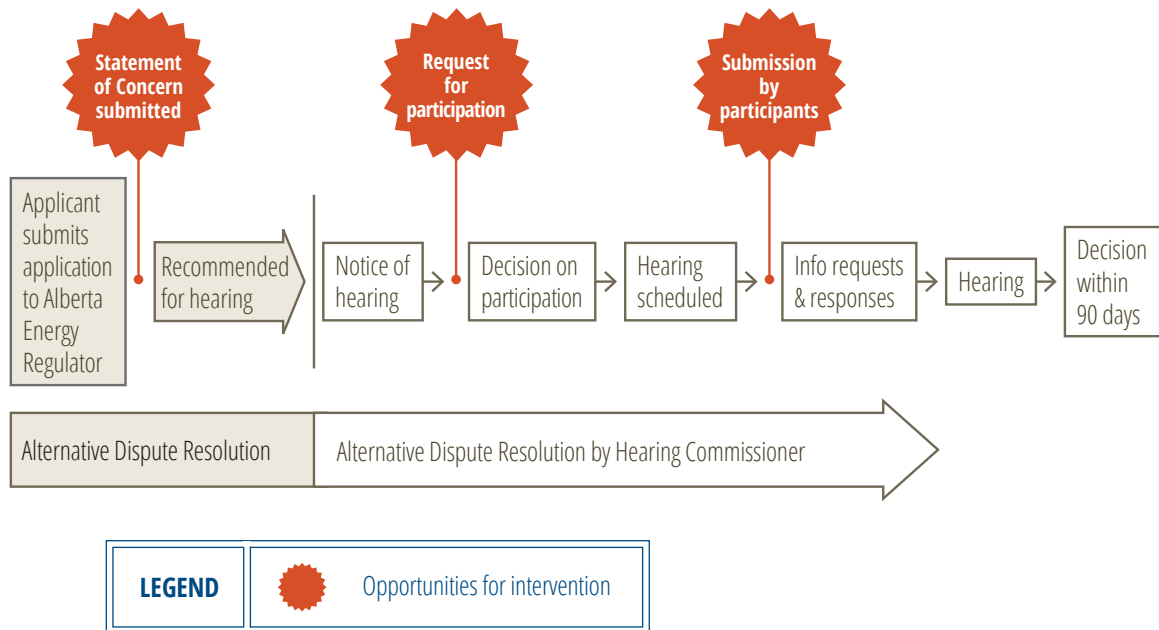 Statement
of Concern
submitted
Request
for
participation
Submission
by
participants
Applicant
submits
application
to Alberta
Energy
Regulator
Recommended
for hearing
Notice of
hearing
Decision on
participation
Hearing
scheduled
Info requests
& responses
Hearing
Decision
within
90 days
Alternative Dispute Resolution
Alternative Dispute Resolution by Hearing Commissioner
LEGEND
Opportunities for intervention